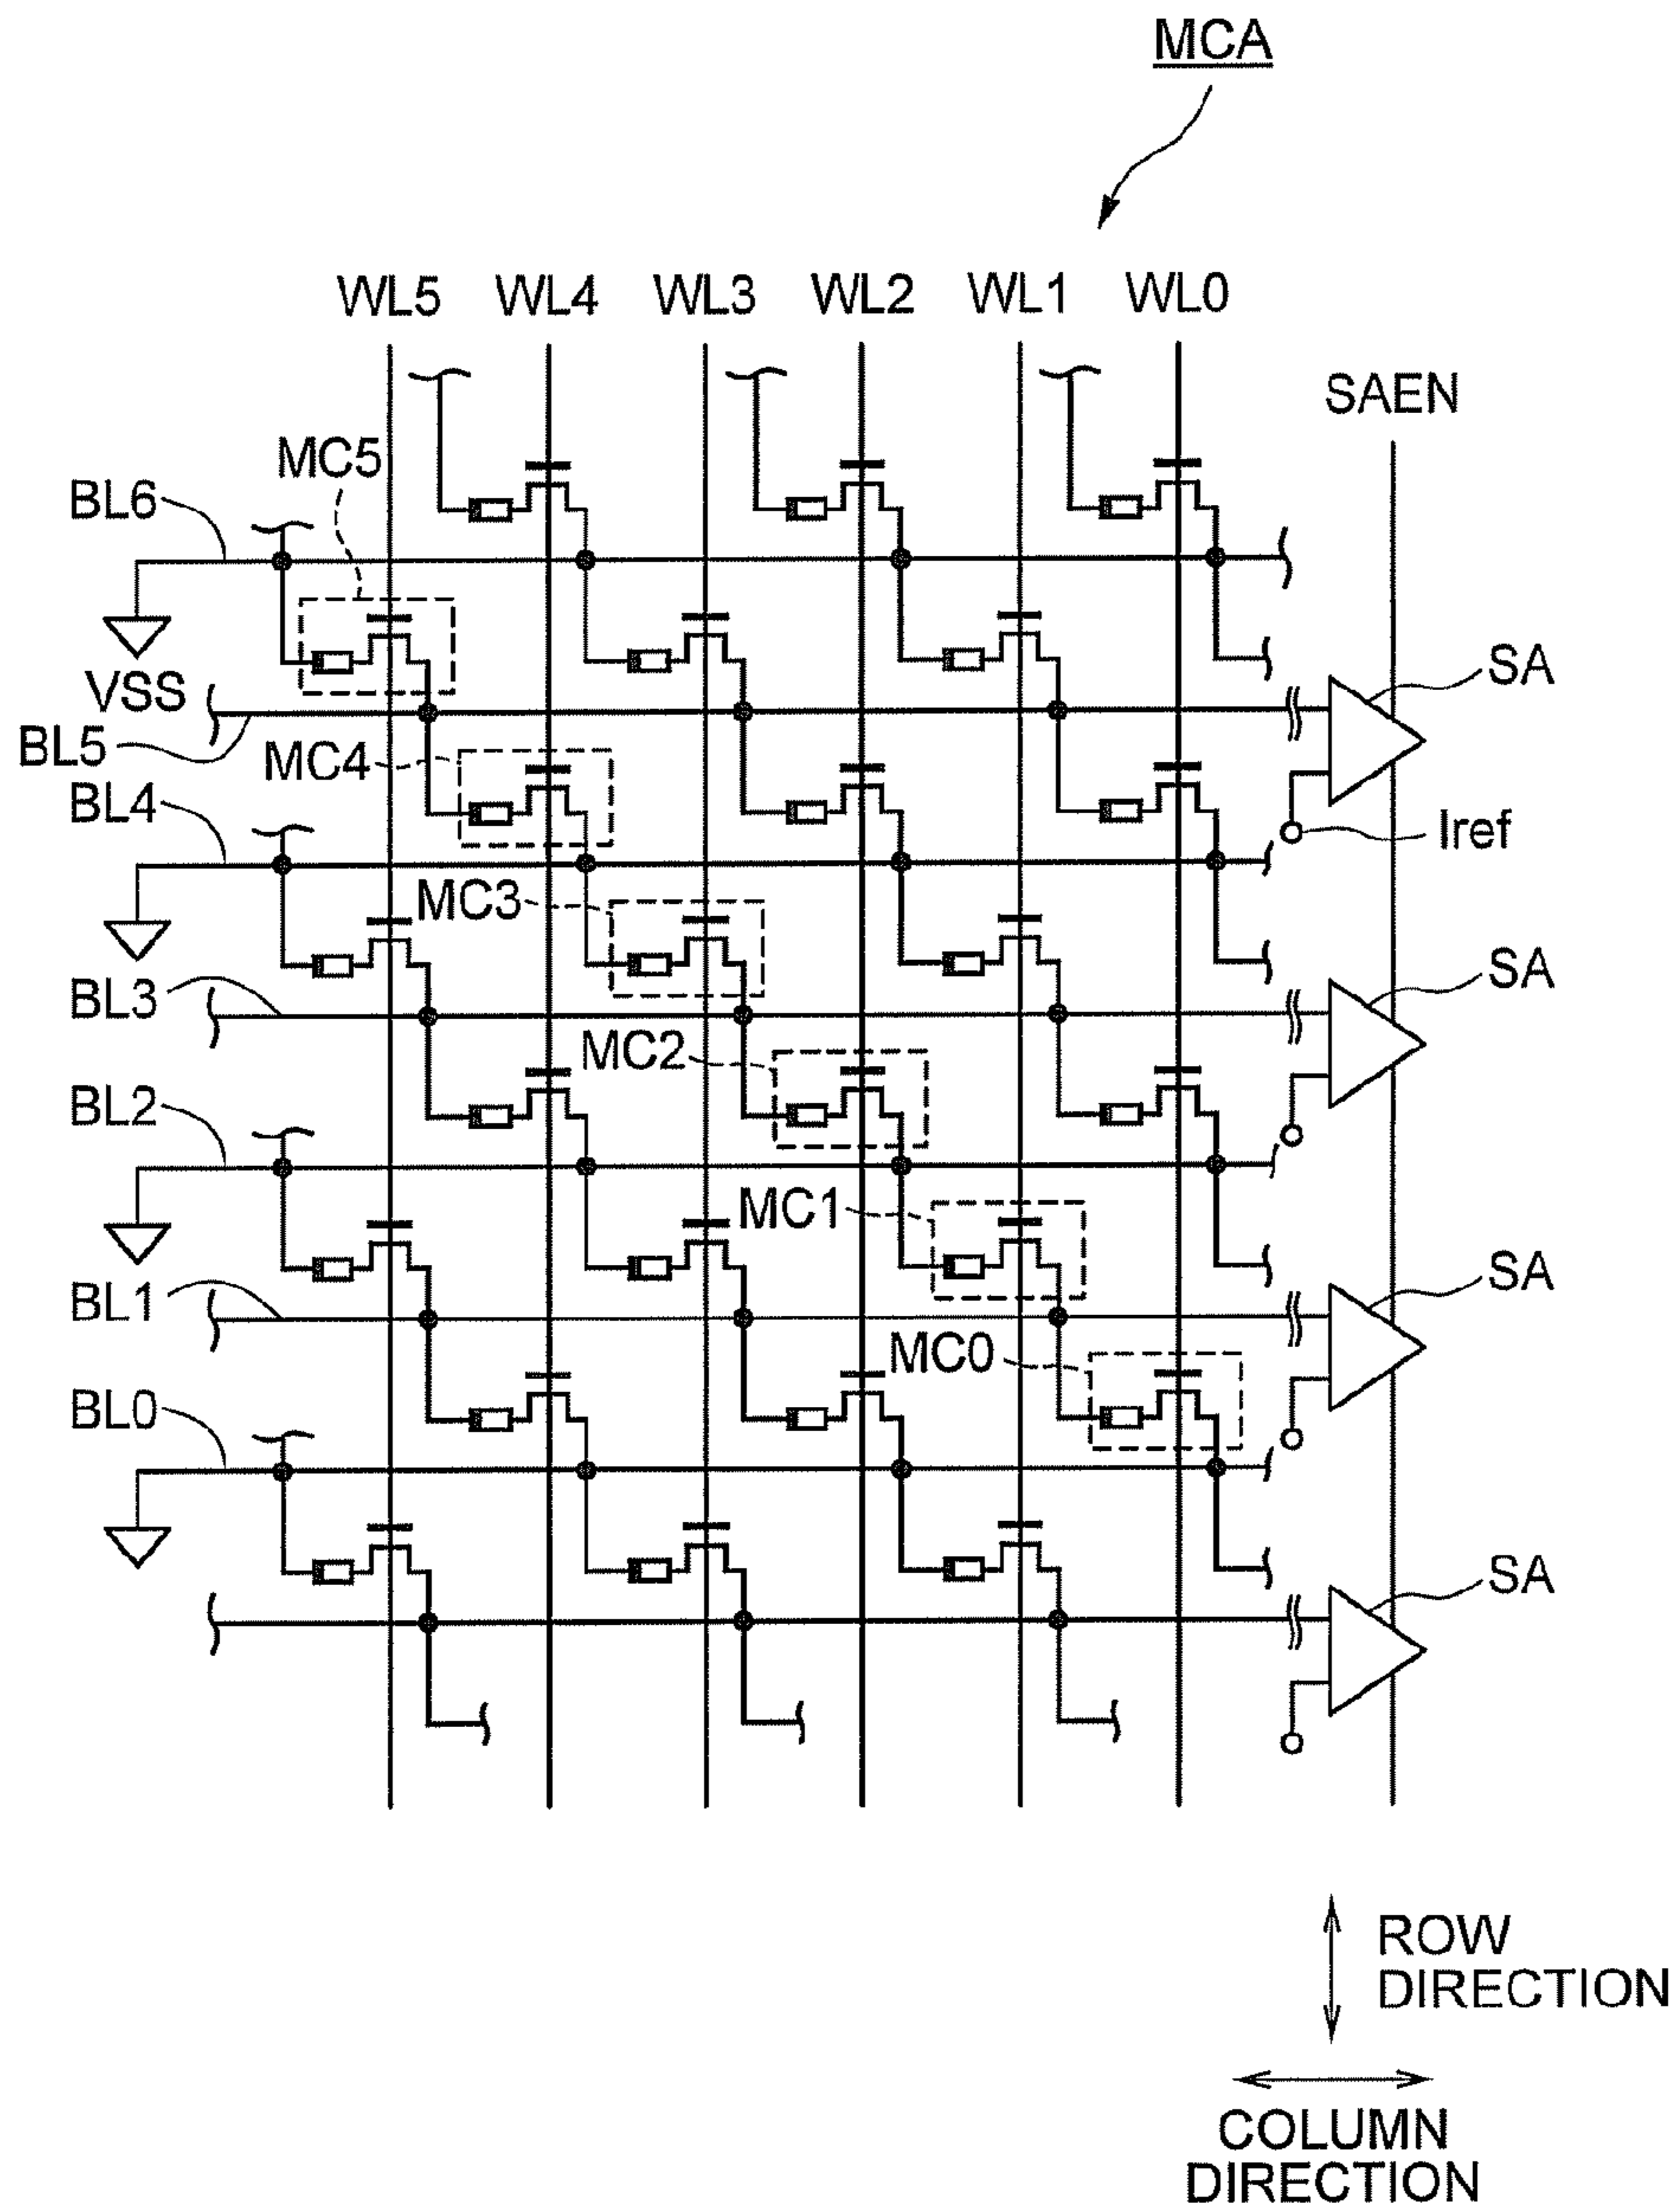 MCA
WL5 WL4 WL3 WL2 WL1 WL0
SAEN
MC5
BL6
SA
VSS
BL5
MC4
BL4
Iref
MC3
SA
BL3
MC2
BL2
MC1
SA
BL1
MC0
BL0
SA
ROW
DIRECTION
COLUMN
DIRECTION